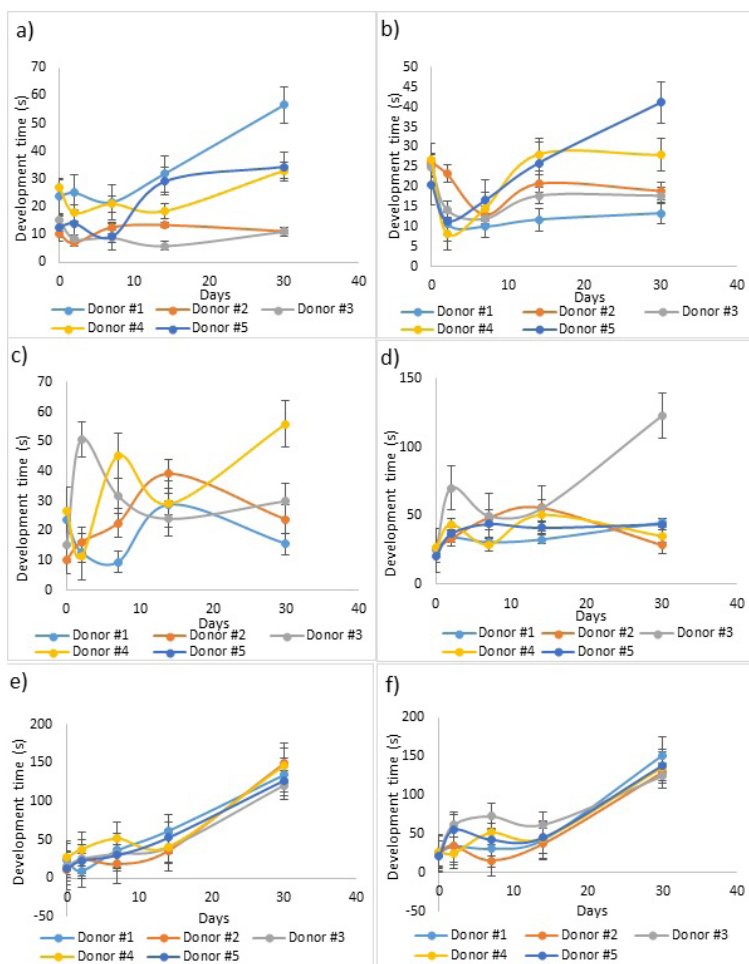 a)
Development time (s)
70
60
50
40
30
20
10
0
0 10 20 30 40
Days
Donor #1 Donor #2 Donor #3
Donor #4 Donor #5
b)
Development time (s)
50
45
40
35
30
25
20
15
10
5
0
0 10 20 30 40
Days
Donor #1 Donor #2 Donor #3
Donor #4 Donor #5
c)
Development time (s)
70
60
50
40
30
20
10
0
0 10 20 30 40
Days
Donor #1 Donor #2 Donor #3
Donor #4 Donor #5
d)
Development time (s)
150
100
50
0
0 10 20 30 40
Days
Donor #1 Donor #2 Donor #3
Donor #4 Donor #5
e)
Development time (s)
200
150
100
50
0
-50
0 10 20 30 40
Days
Donor #1 Donor #2 Donor #3
Donor #4 Donor #5
f)
Development time (s)
200
150
100
50
0
-50
0 10 20 30 40
Days
Donor #1 Donor #2 Donor #3
Donor #4 Donor #5